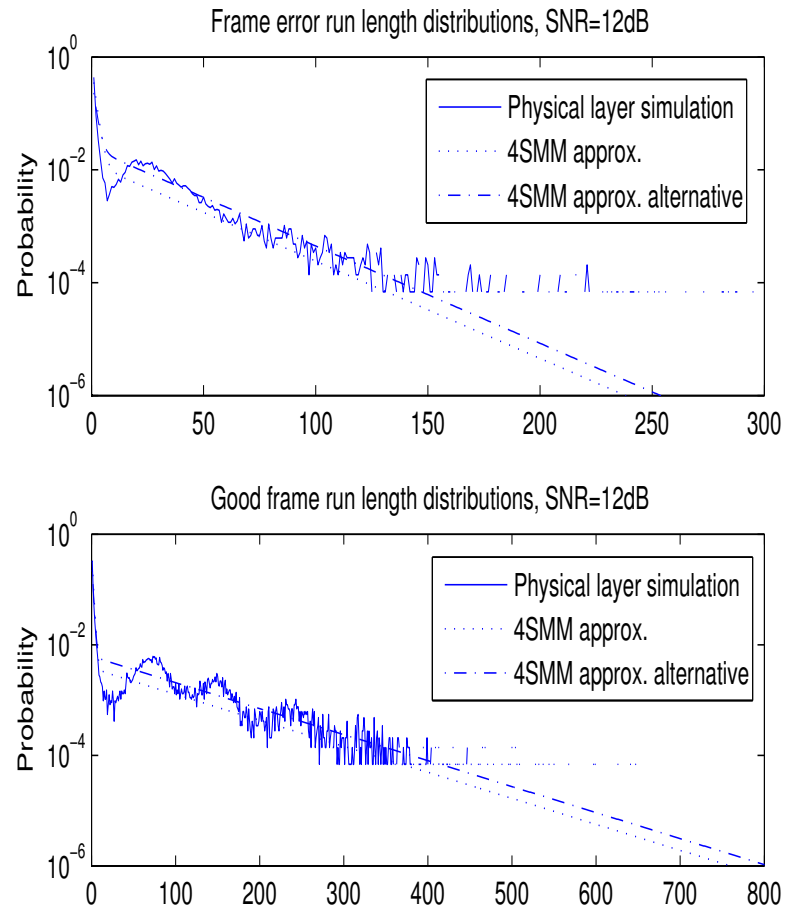 Frame error run length distributions, SNR=12dB
10^0
10^-2
10^-4
10^-6
Probability
Physical layer simulation
4SMM approx.
4SMM approx. alternative
0 50 100 150 200 250 300
Good frame run length distributions, SNR=12dB
10^0
10^-2
10^-4
10^-6
Probability
Physical layer simulation
4SMM approx.
4SMM approx. alternative
0 100 200 300 400 500 600 700 800